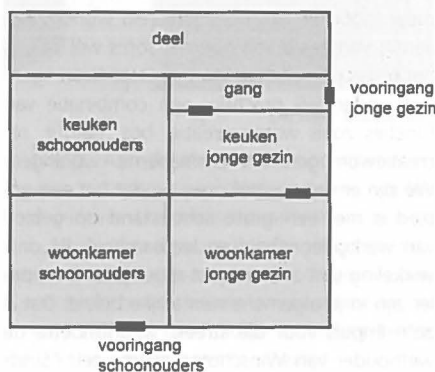 deel
gang
vooringang
jonge gezin
keuken
schoonouders
keuken
jonge gezin
woonkamer
schoonouders
woonkamer
jonge gezin
vooringang
schoonouders